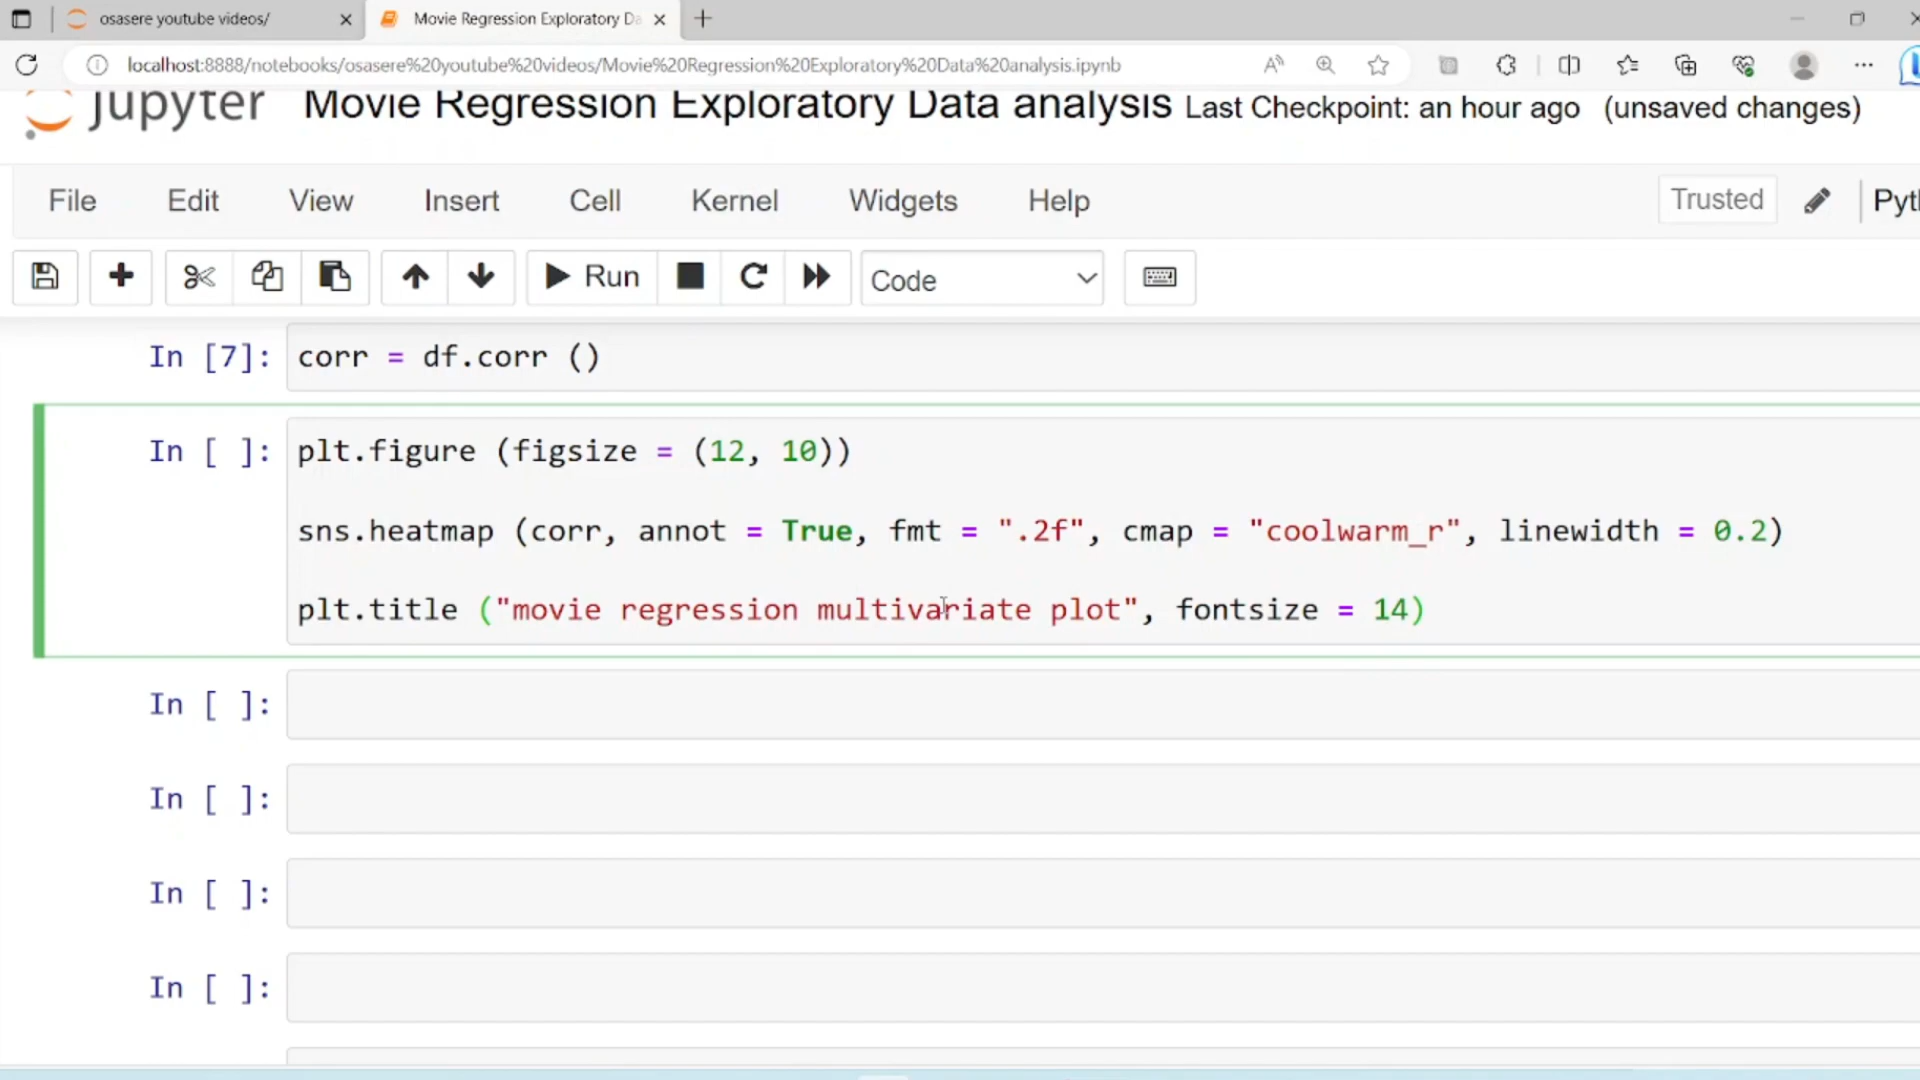 osasere youtube videos/
Movie Regression Exploratory Da
localhost:8888/notebooks/osasere%20youtube%20videos/Movie%20Regression%20Exploratory%20Data%20analysis.ipynb
jupyter Movie Regression Exploratory Data analysis Last Checkpoint: an hour ago (unsaved changes)
File Edit View Insert Cell Kernel Widgets Help Trusted Pyth
Run Code
In [7]: corr = df.corr ()
In [ ]: plt.figure (figsize = (12, 10))
sns.heatmap (corr, annot = True, fmt = ".2f", cmap = "coolwarm_r", linewidth = 0.2)
plt.title ("movie regression multivariate plot", fontsize = 14)
In [ ]:
In [ ]:
In [ ]:
In [ ]: